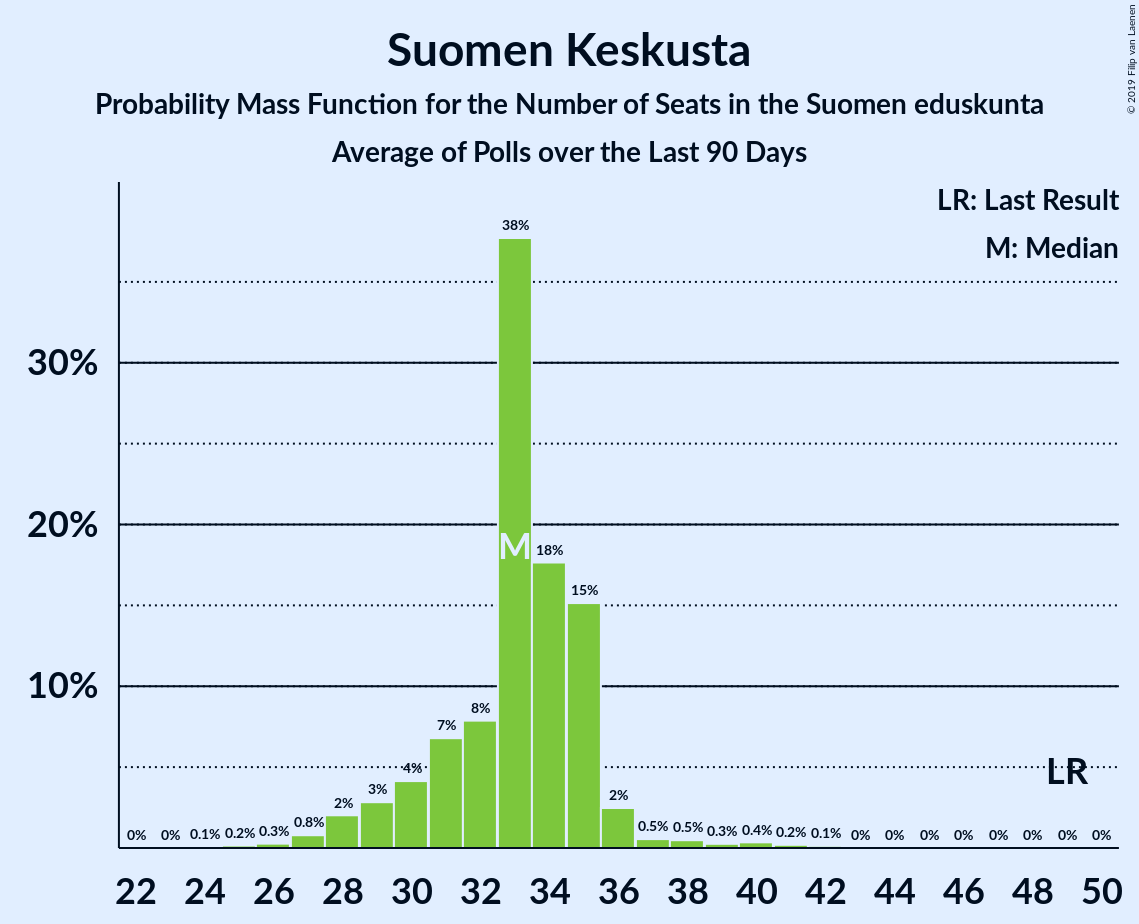 Suomen Keskusta
Probability Mass Function for the Number of Seats in the Suomen eduskunta
Average of Polls over the Last 90 Days
© 2019 Filip van Laenen
LR: Last Result
M: Median
30%
20%
10%
0% 0% 0.1% 0.2% 0.3% 0.8% 2% 3% 4% 7% 8% 38% 18% 15% 2% 0.5% 0.5% 0.3% 0.4% 0.2% 0.1% 0% 0% 0% 0% 0% 0% 0% 0%
M
LR
22 24 26 28 30 32 34 36 38 40 42 44 46 48 50